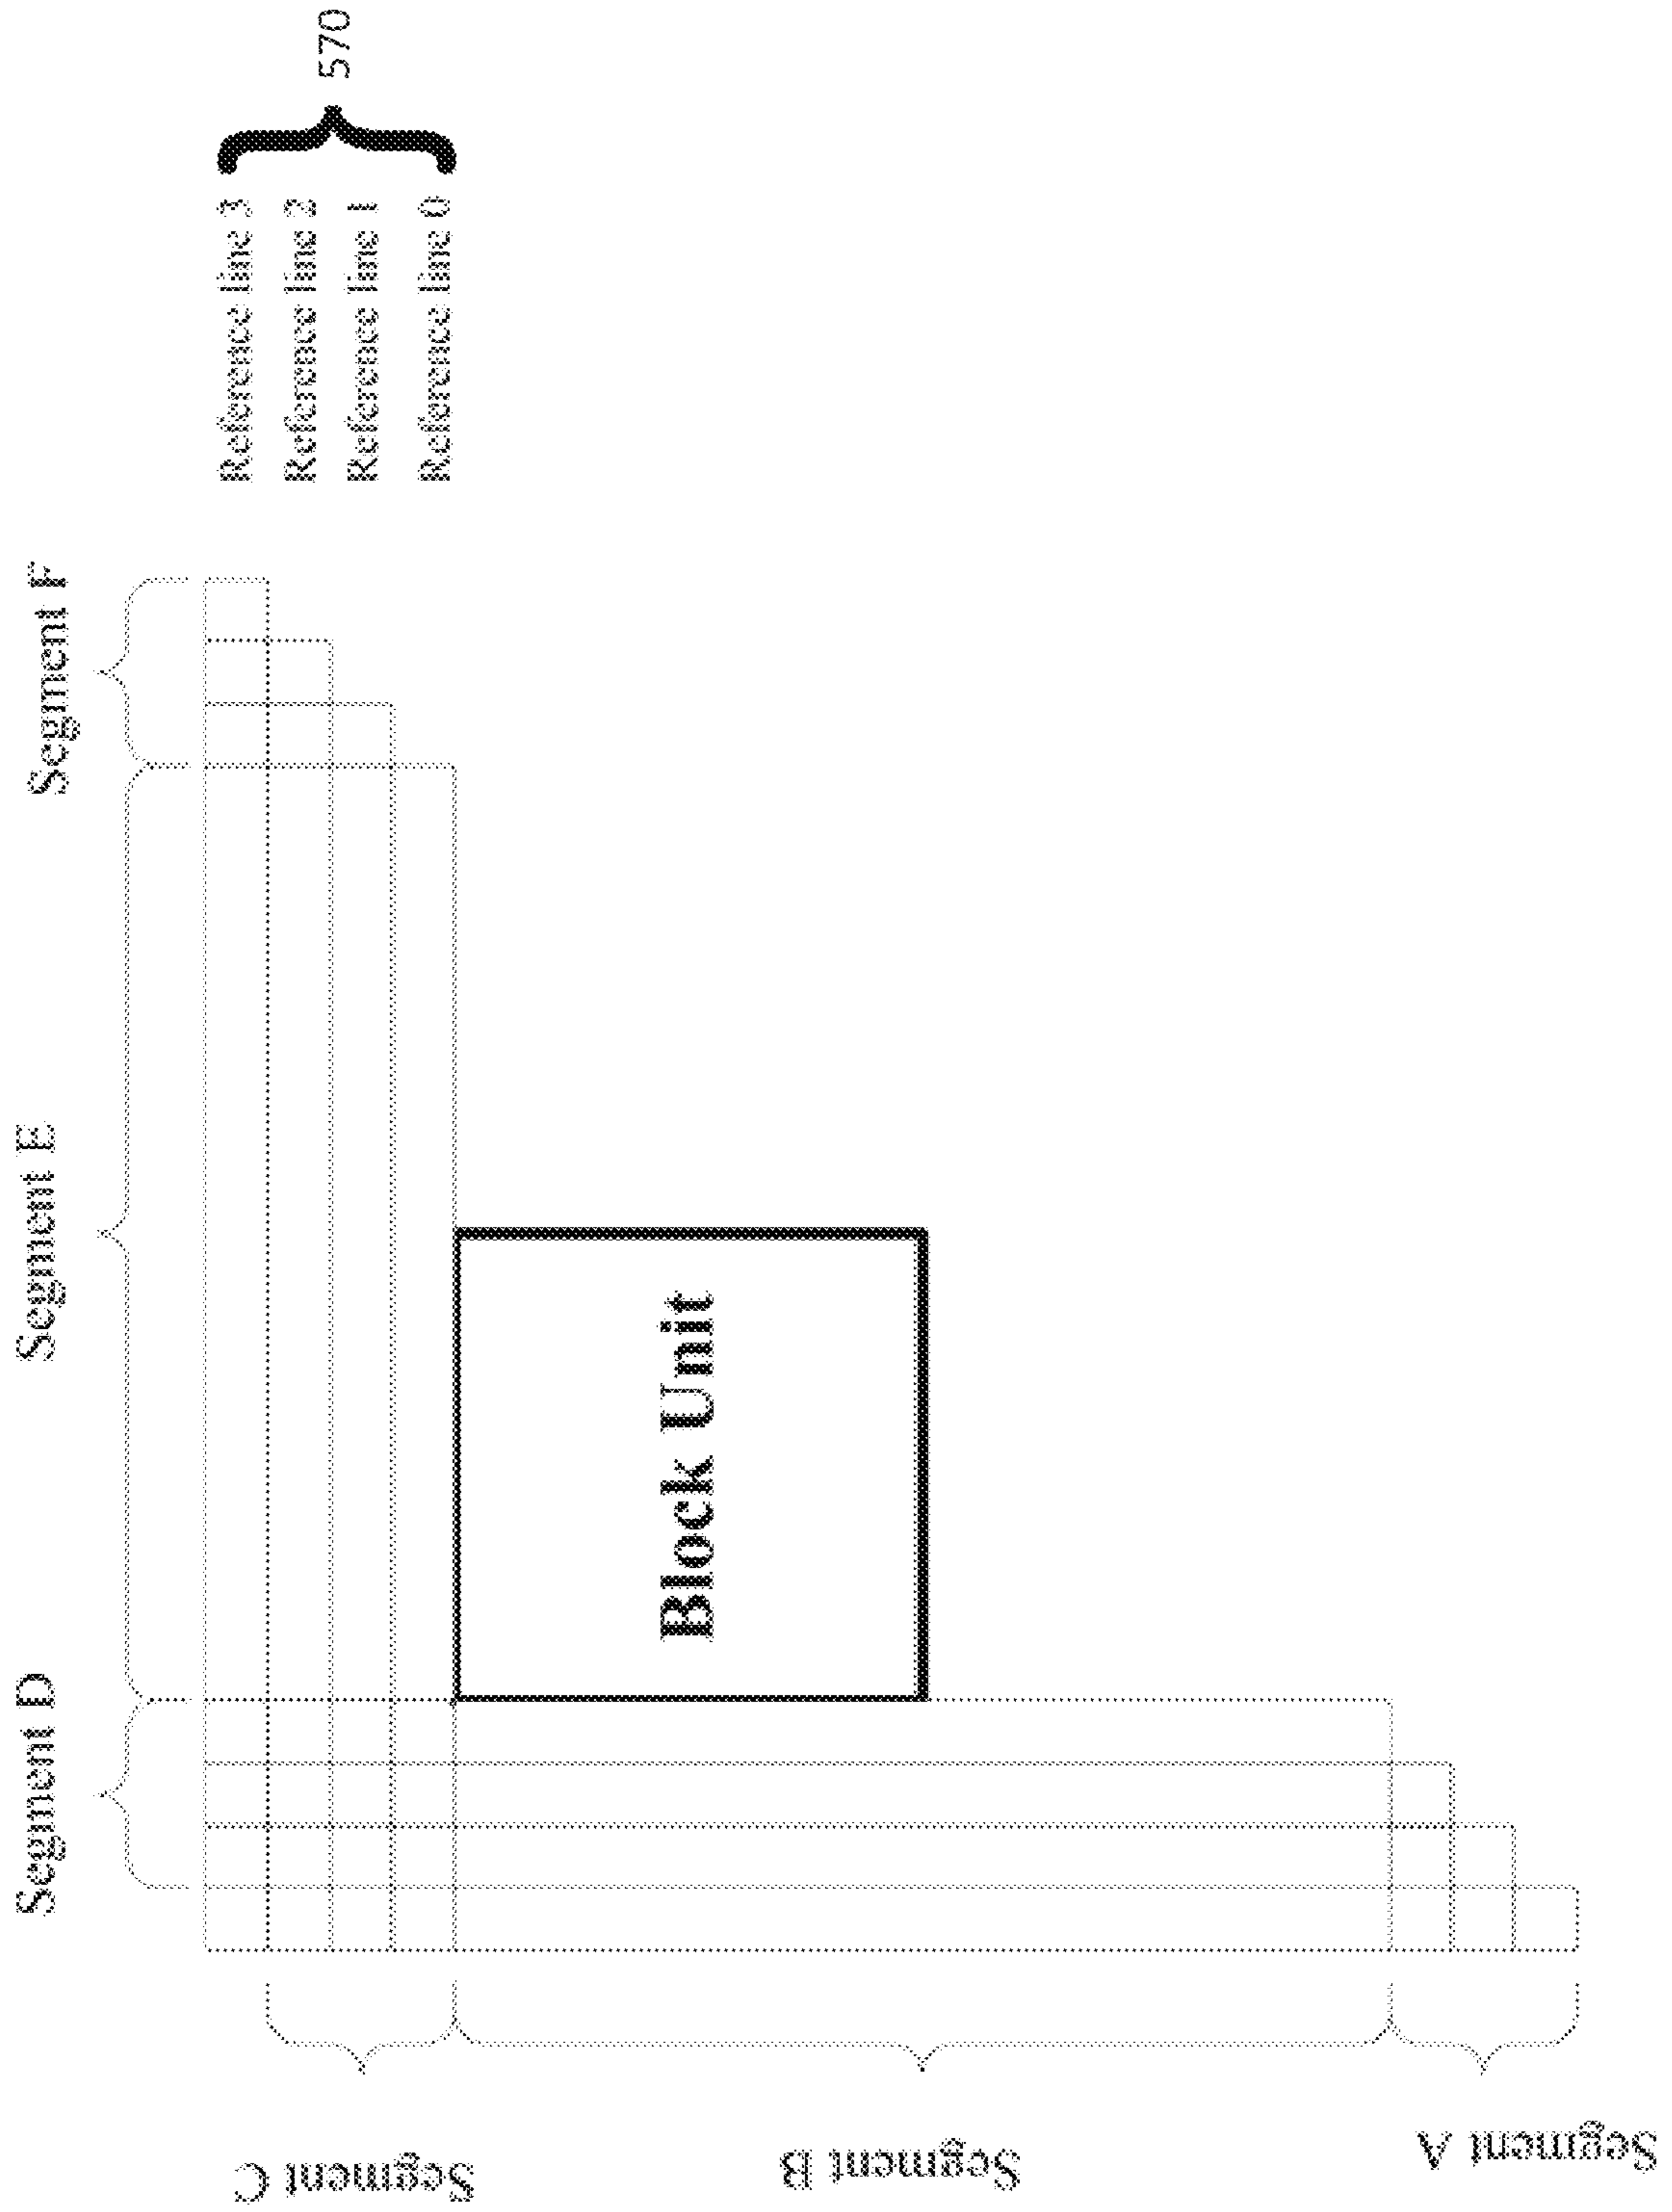 Segment D
Segment E
Segment F
Reference line 3
Reference line 2
Reference line 1
Reference line 0
570
Segment C
Segment B
Segment A
Block Unit